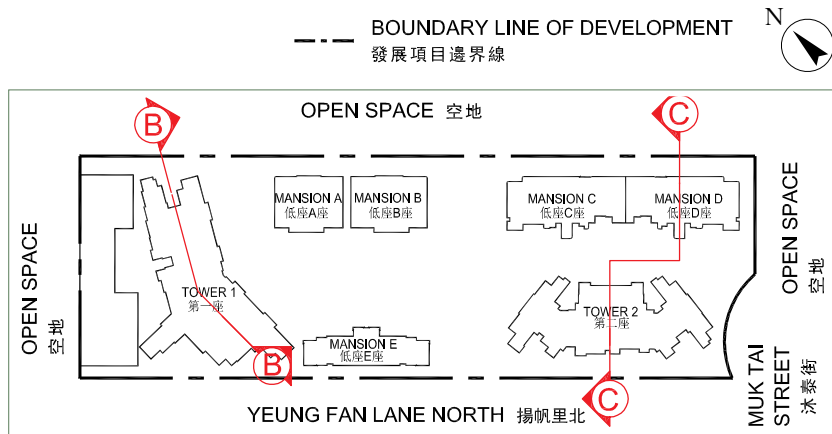 N
BOUNDARY LINE OF DEVELOPMENT
發展項目邊界線
B
OPEN SPACE 空地
C
MANSION A
低座A座
MANSION B
低座B座
MANSION C
低座C座
MANSION D
低座D座
OPEN SPACE
空地
OPEN SPACE
空地
TOWER 1
第一座
TOWER 2
第二座
MANSION E
低座E座
B
C
YEUNG FAN LANE NORTH 揚帆里北
MUK TAI
STREET
沐泰街